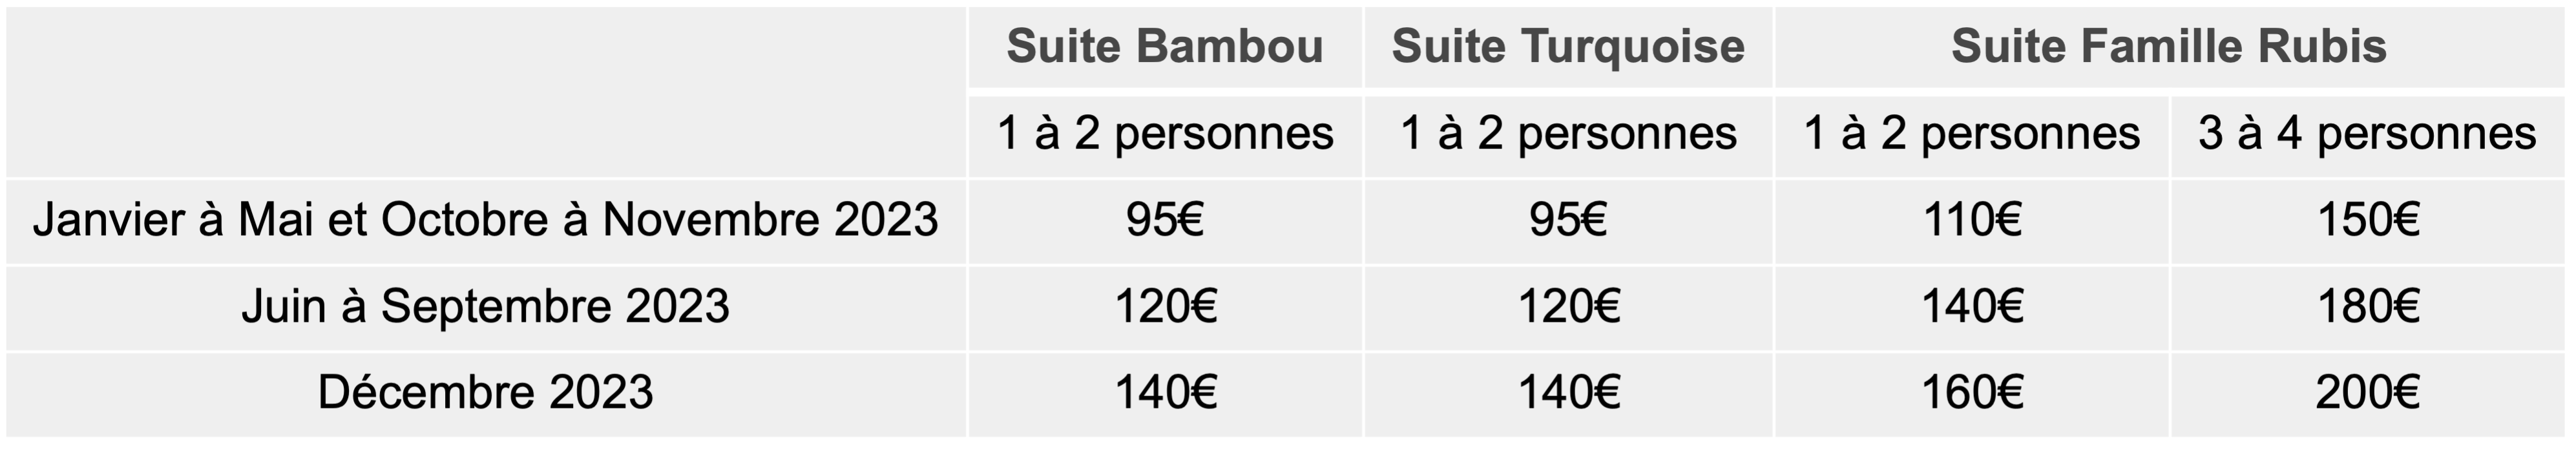 Suite Bambou Suite Turquoise Suite Famille Rubis
1 à 2 personnes 1 à 2 personnes 1 à 2 personnes 3 à 4 personnes
Janvier à Mai et Octobre à Novembre 2023 95€ 95€ 110€ 150€
Juin à Septembre 2023 120€ 120€ 140€ 180€
Décembre 2023 140€ 140€ 160€ 200€